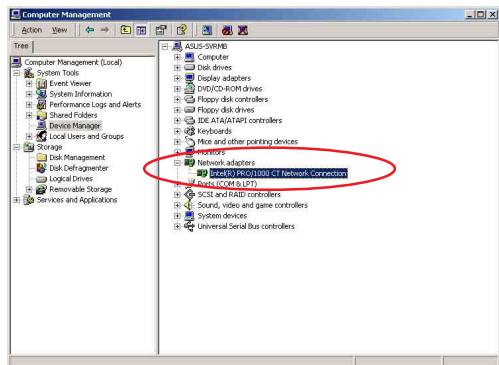 Computer Management
Action View
Tree
Computer Management (Local)
System Tools
Event Viewer
System Information
Performance Logs and Alerts
Shared Folders
Device Manager
Local Users and Groups
Storage
Disk Management
Disk Defragmenter
Logical Drives
Removable Storage
Services and Applications
ASUS-SVRMB
Computer
Disk drives
Display adapters
DVD/CD-ROM drives
Floppy disk controllers
Floppy disk drives
IDE ATA/ATAPI controllers
Keyboards
Mice and other pointing devices
Monitors
Network adapters
Intel(R) PRO/1000 CT Network Connection
Ports (COM & LPT)
SCSI and RAID controllers
Sound, video and game controllers
System devices
Universal Serial Bus controllers